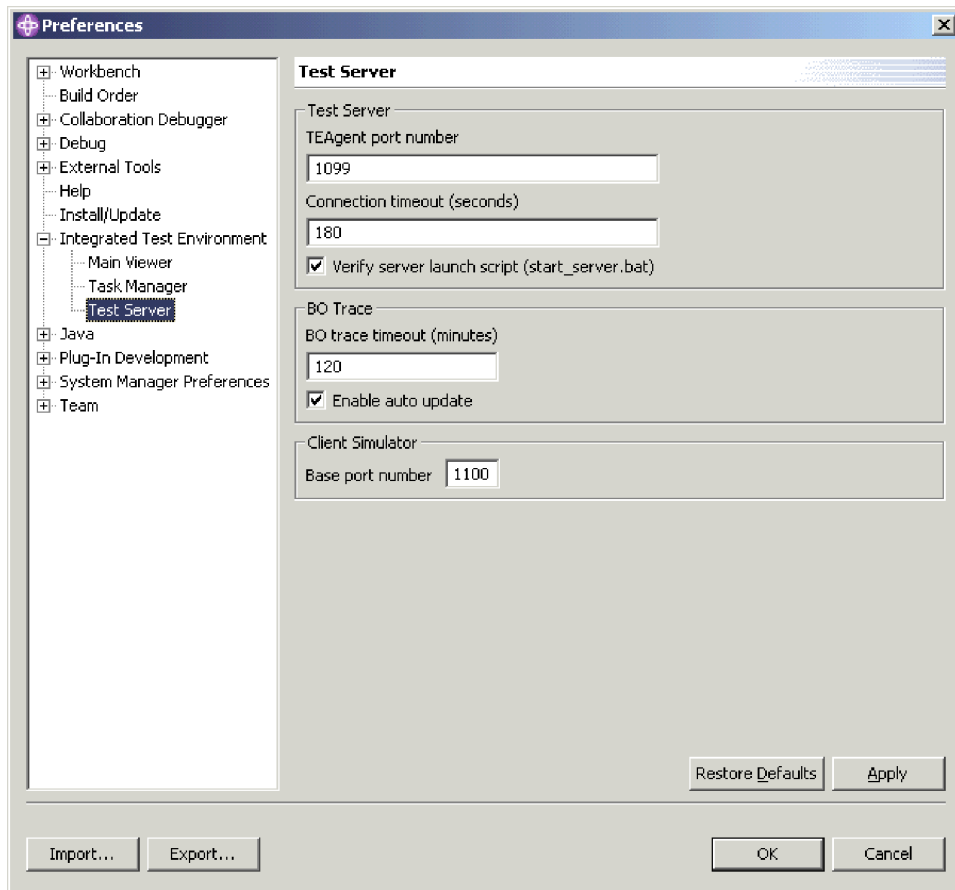 Preferences
Workbench
Build Order
Collaboration Debugger
Debug
External Tools
Help
Install/Update
Integrated Test Environment
Main Viewer
Task Manager
Test Server
Java
Plug-In Development
System Manager Preferences
Team
Test Server
Test Server
TEAgent port number
1099
Connection timeout (seconds)
180
Verify server launch script (start_server.bat)
BO Trace
BO trace timeout (minutes)
120
Enable auto update
Client Simulator
Base port number 1100
Restore Defaults Apply
Import... Export... OK Cancel